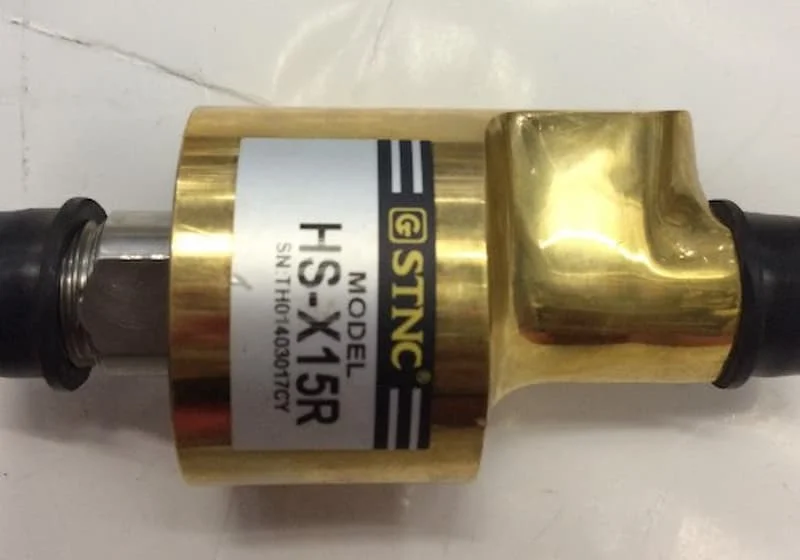 STNC®
MODEL
HS-X15R
SN.TH01403017CY